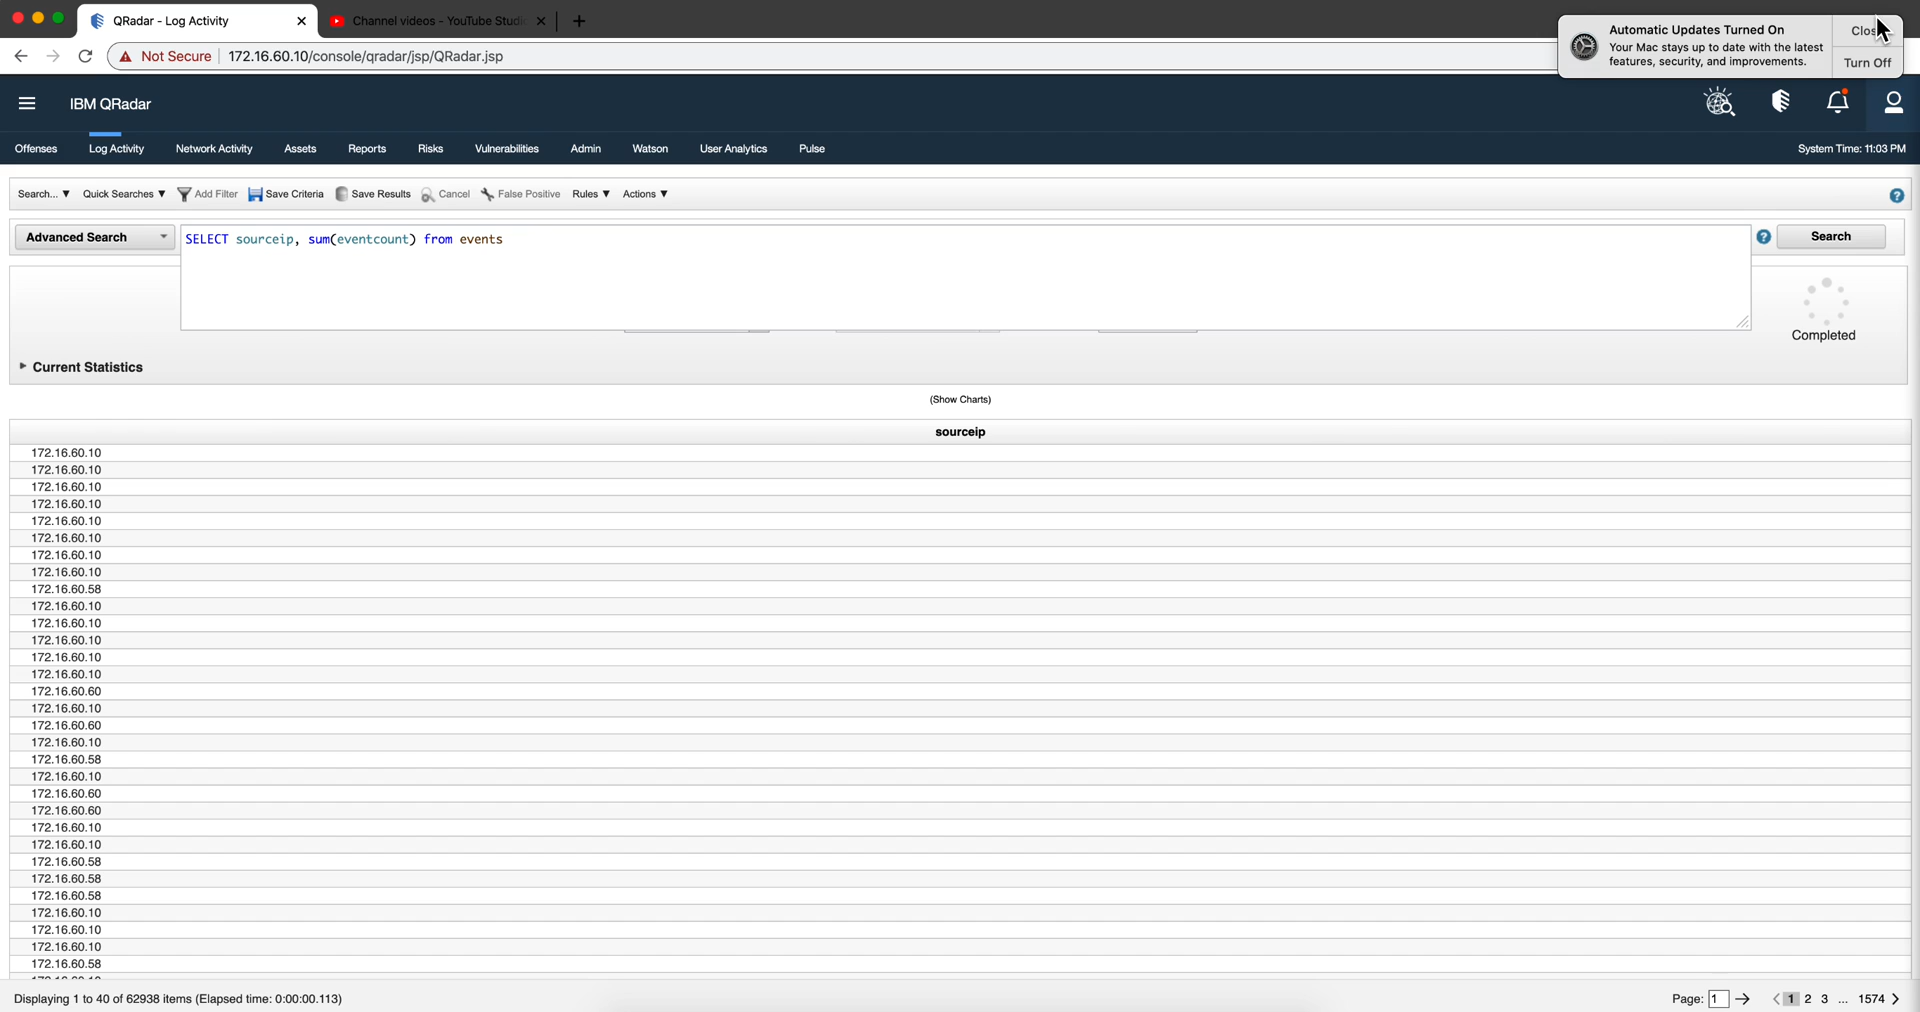 QRadar - Log Activity
Channel videos - YouTube Studi
Automatic Updates Turned On
Your Mac stays up to date with the latest
features, security, and improvements.
Turn Off
Not Secure 172.16.60.10/console/qradar/jsp/QRadar.jsp
IBM QRadar
Offenses Log Activity Network Activity Assets Reports Risks Vulnerabilities Admin Watson User Analytics Pulse System Time: 11:03 PM
Search... Quick Searches Add Filter Save Criteria Save Results Cancel False Positive Rules Actions
Advanced Search SELECT sourceip, sum(eventcount) from events Search
Completed
Current Statistics
(Show Charts)
sourceip
172.16.60.10
172.16.60.10
172.16.60.10
172.16.60.10
172.16.60.10
172.16.60.10
172.16.60.10
172.16.60.10
172.16.60.58
172.16.60.10
172.16.60.10
172.16.60.10
172.16.60.10
172.16.60.10
172.16.60.60
172.16.60.10
172.16.60.60
172.16.60.10
172.16.60.58
172.16.60.10
172.16.60.60
172.16.60.60
172.16.60.10
172.16.60.10
172.16.60.58
172.16.60.58
172.16.60.58
172.16.60.10
172.16.60.10
172.16.60.10
172.16.60.58
Displaying 1 to 40 of 62938 items (Elapsed time: 0:00:00.113)
Page: 1 1 2 3 ... 1574